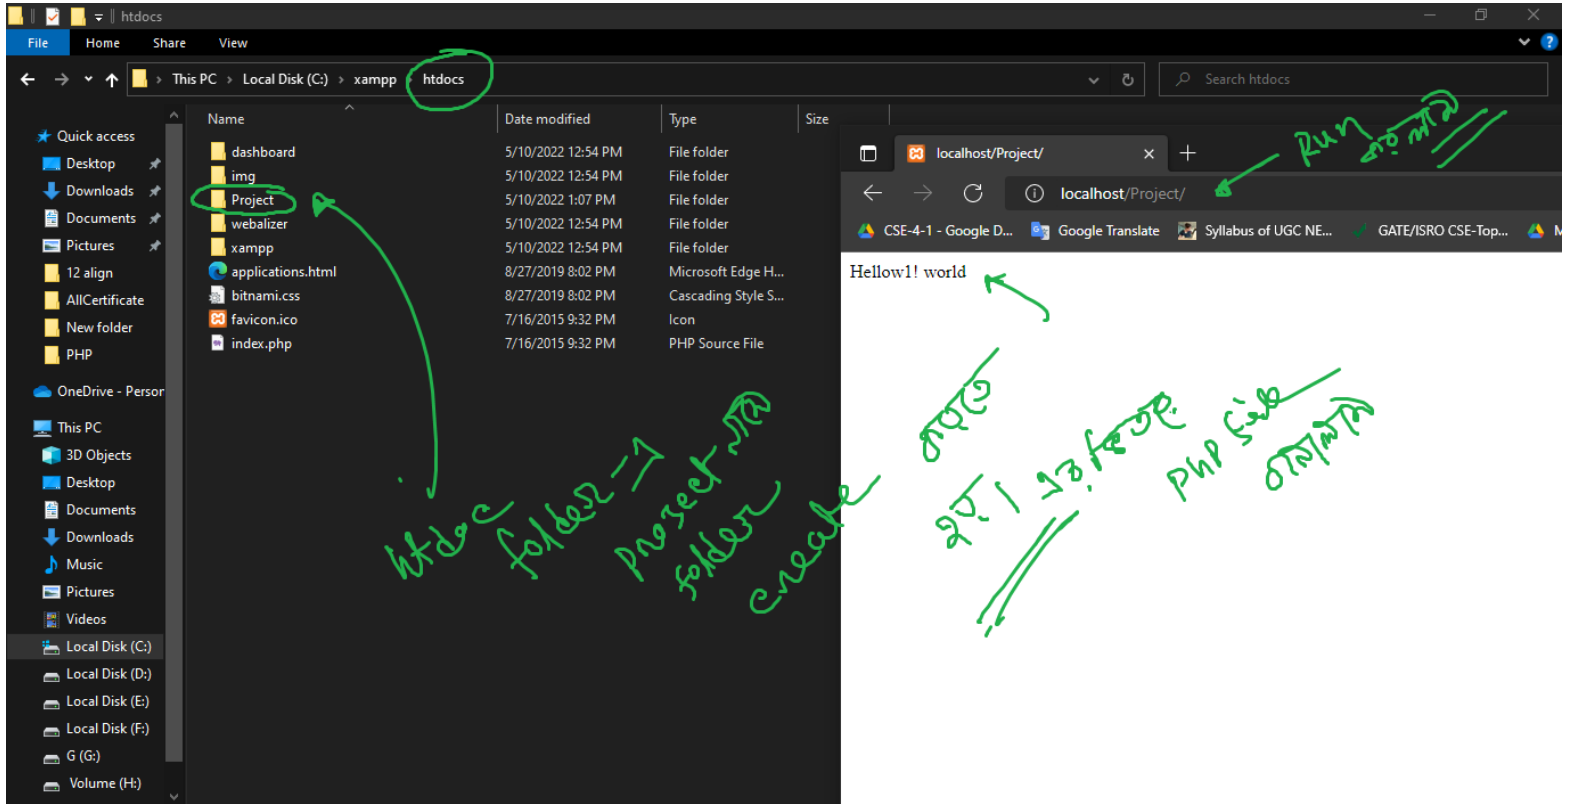 htdocs
File Home Share View
This PC > Local Disk (C:) > xampp > htdocs
Search htdocs
Name Date modified Type Size
Quick access
Desktop
Downloads
Documents
Pictures
12 align
AllCertificate
New folder
PHP
OneDrive - Person
This PC
3D Objects
Desktop
Documents
Downloads
Music
Pictures
Videos
Local Disk (C:)
Local Disk (D:)
Local Disk (E:)
Local Disk (F:)
G (G:)
Volume (H:)
dashboard 5/10/2022 12:54 PM File folder
img 5/10/2022 12:54 PM File folder
Project 5/10/2022 1:07 PM File folder
webalizer 5/10/2022 12:54 PM File folder
xampp 5/10/2022 12:54 PM File folder
applications.html 8/27/2019 8:02 PM Microsoft Edge H...
bitnami.css 8/27/2019 8:02 PM Cascading Style S...
favicon.ico 7/16/2015 9:32 PM Icon
index.php 7/16/2015 9:32 PM PHP Source File
localhost/Project/
localhost/Project/
CSE-4-1 - Google D... Google Translate Syllabus of UGC NE... GATE/ISRO CSE-Top... M
Hellow1! world
Run
htdoc folder project folder create করতে হবে। এর ভিতর PHP file